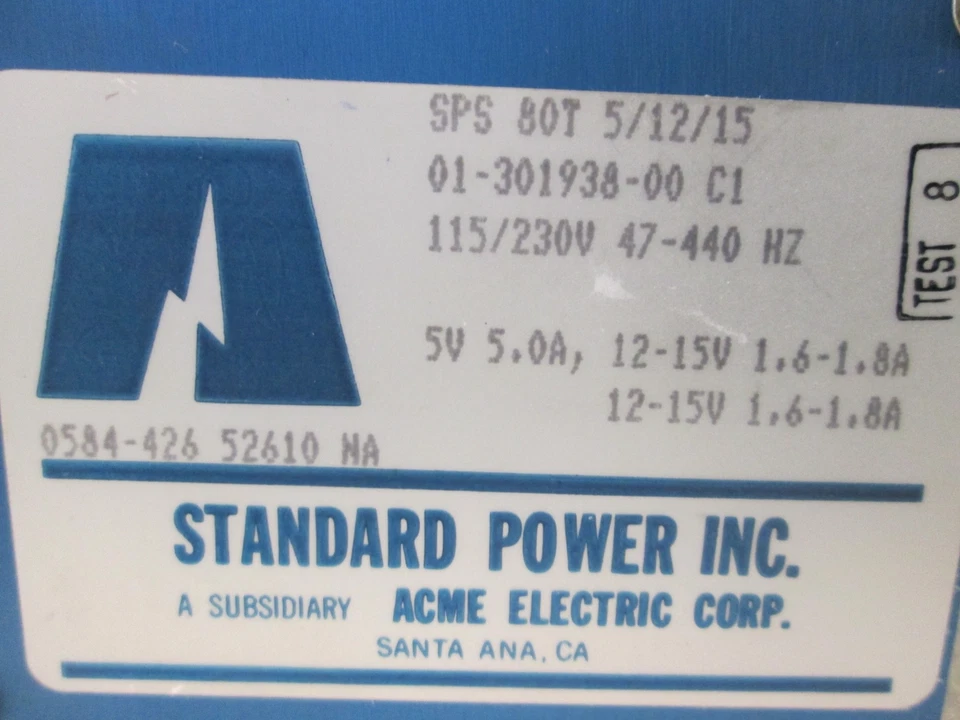 SPS 80T 5/12/15
01-301938-00 C1
115/230V 47-440 HZ
TEST 8
5V 5.0A, 12-15V 1.6-1.8A
12-15V 1.6-1.8A
0584-426 52610 NA
STANDARD POWER INC.
A SUBSIDIARY ACME ELECTRIC CORP.
SANTA ANA, CA